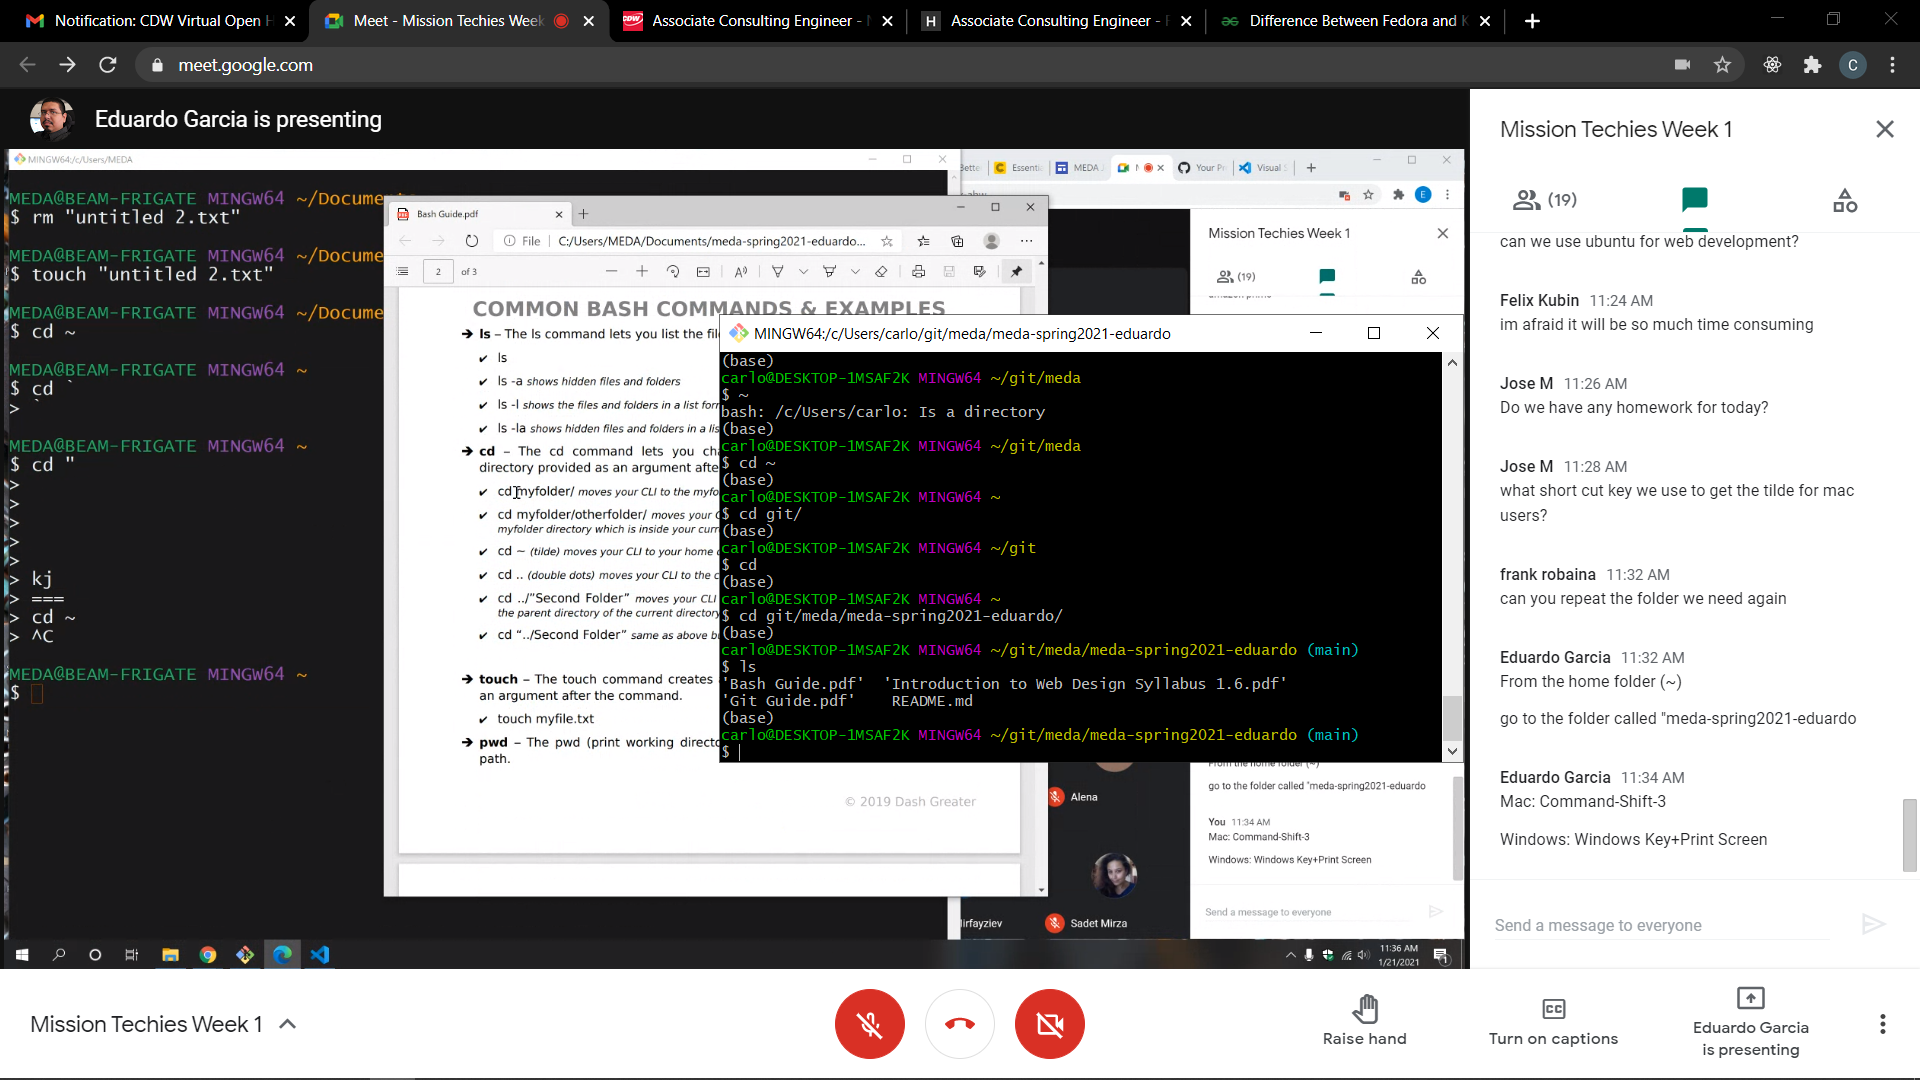 Notification: CDW Virtual Open H
Meet - Mission Techies Week
Associate Consulting Engineer - N
Associate Consulting Engineer - F
Difference Between Fedora and K
meet.google.com
C
Eduardo Garcia is presenting
MINGW64:/c/Users/MEDA
MEDA@BEAM-FRIGATE MINGW64 ~/Docume
$ rm "untitled 2.txt"
MEDA@BEAM-FRIGATE MINGW64 ~/Docume
$ touch "untitled 2.txt"
MEDA@BEAM-FRIGATE MINGW64 ~/Docume
$ cd ~
MEDA@BEAM-FRIGATE MINGW64 ~
$ cd `
> `
MEDA@BEAM-FRIGATE MINGW64 ~
$ cd "
>
>
>
>
>
> kj
> ===
> cd ~
> ^C
MEDA@BEAM-FRIGATE MINGW64 ~
$
Bash Guide.pdf
File C:/Users/MEDA/Documents/meda-spring2021-eduardo...
2 of 3
COMMON BASH COMMANDS & EXAMPLES
➔ ls – The ls command lets you list the file
✔ ls
✔ ls -a shows hidden files and folders
✔ ls -l shows the files and folders in a list form
✔ ls -la shows hidden files and folders in a lis
➔ cd – The cd command lets you cha
directory provided as an argument after
✔ cd myfolder/ moves your CLI to the myfo
✔ cd myfolder/otherfolder/ moves your C
myfolder directory which is inside your curr
✔ cd ~ (tilde) moves your CLI to your home d
✔ cd .. (double dots) moves your CLI to the c
✔ cd ../"Second Folder" moves your CLI
the parent directory of the current directory
✔ cd "../Second Folder" same as above bu
➔ touch – The touch command creates
an argument after the command.
✔ touch myfile.txt
➔ pwd – The pwd (print working directo
path.
© 2019 Dash Greater
Essenti
MEDA
Your Pr
Visual S
E
Mission Techies Week 1
(19)
MINGW64:/c/Users/carlo/git/meda/meda-spring2021-eduardo
(base)
carlo@DESKTOP-1MSAF2K MINGW64 ~/git/meda
$ ~
bash: /c/Users/carlo: Is a directory
(base)
carlo@DESKTOP-1MSAF2K MINGW64 ~/git/meda
$ cd ~
(base)
carlo@DESKTOP-1MSAF2K MINGW64 ~
$ cd git/
(base)
carlo@DESKTOP-1MSAF2K MINGW64 ~/git
$ cd
(base)
carlo@DESKTOP-1MSAF2K MINGW64 ~
$ cd git/meda/meda-spring2021-eduardo/
(base)
carlo@DESKTOP-1MSAF2K MINGW64 ~/git/meda/meda-spring2021-eduardo (main)
$ ls
'Bash Guide.pdf' 'Introduction to Web Design Syllabus 1.6.pdf'
'Git Guide.pdf' README.md
(base)
carlo@DESKTOP-1MSAF2K MINGW64 ~/git/meda/meda-spring2021-eduardo (main)
$
From the home folder (~)
go to the folder called "meda-spring2021-eduardo
You 11:34 AM
Mac: Command-Shift-3
Windows: Windows Key+Print Screen
Send a message to everyone
Alena
Sadet Mirza
11:36 AM
1/21/2021
Mission Techies Week 1
(19)
can we use ubuntu for web development?
Felix Kubin 11:24 AM
im afraid it will be so much time consuming
Jose M 11:26 AM
Do we have any homework for today?
Jose M 11:28 AM
what short cut key we use to get the tilde for mac
users?
frank robaina 11:32 AM
can you repeat the folder we need again
Eduardo Garcia 11:32 AM
From the home folder (~)
go to the folder called "meda-spring2021-eduardo
Eduardo Garcia 11:34 AM
Mac: Command-Shift-3
Windows: Windows Key+Print Screen
Send a message to everyone
Mission Techies Week 1
Raise hand
Turn on captions
Eduardo Garcia
is presenting